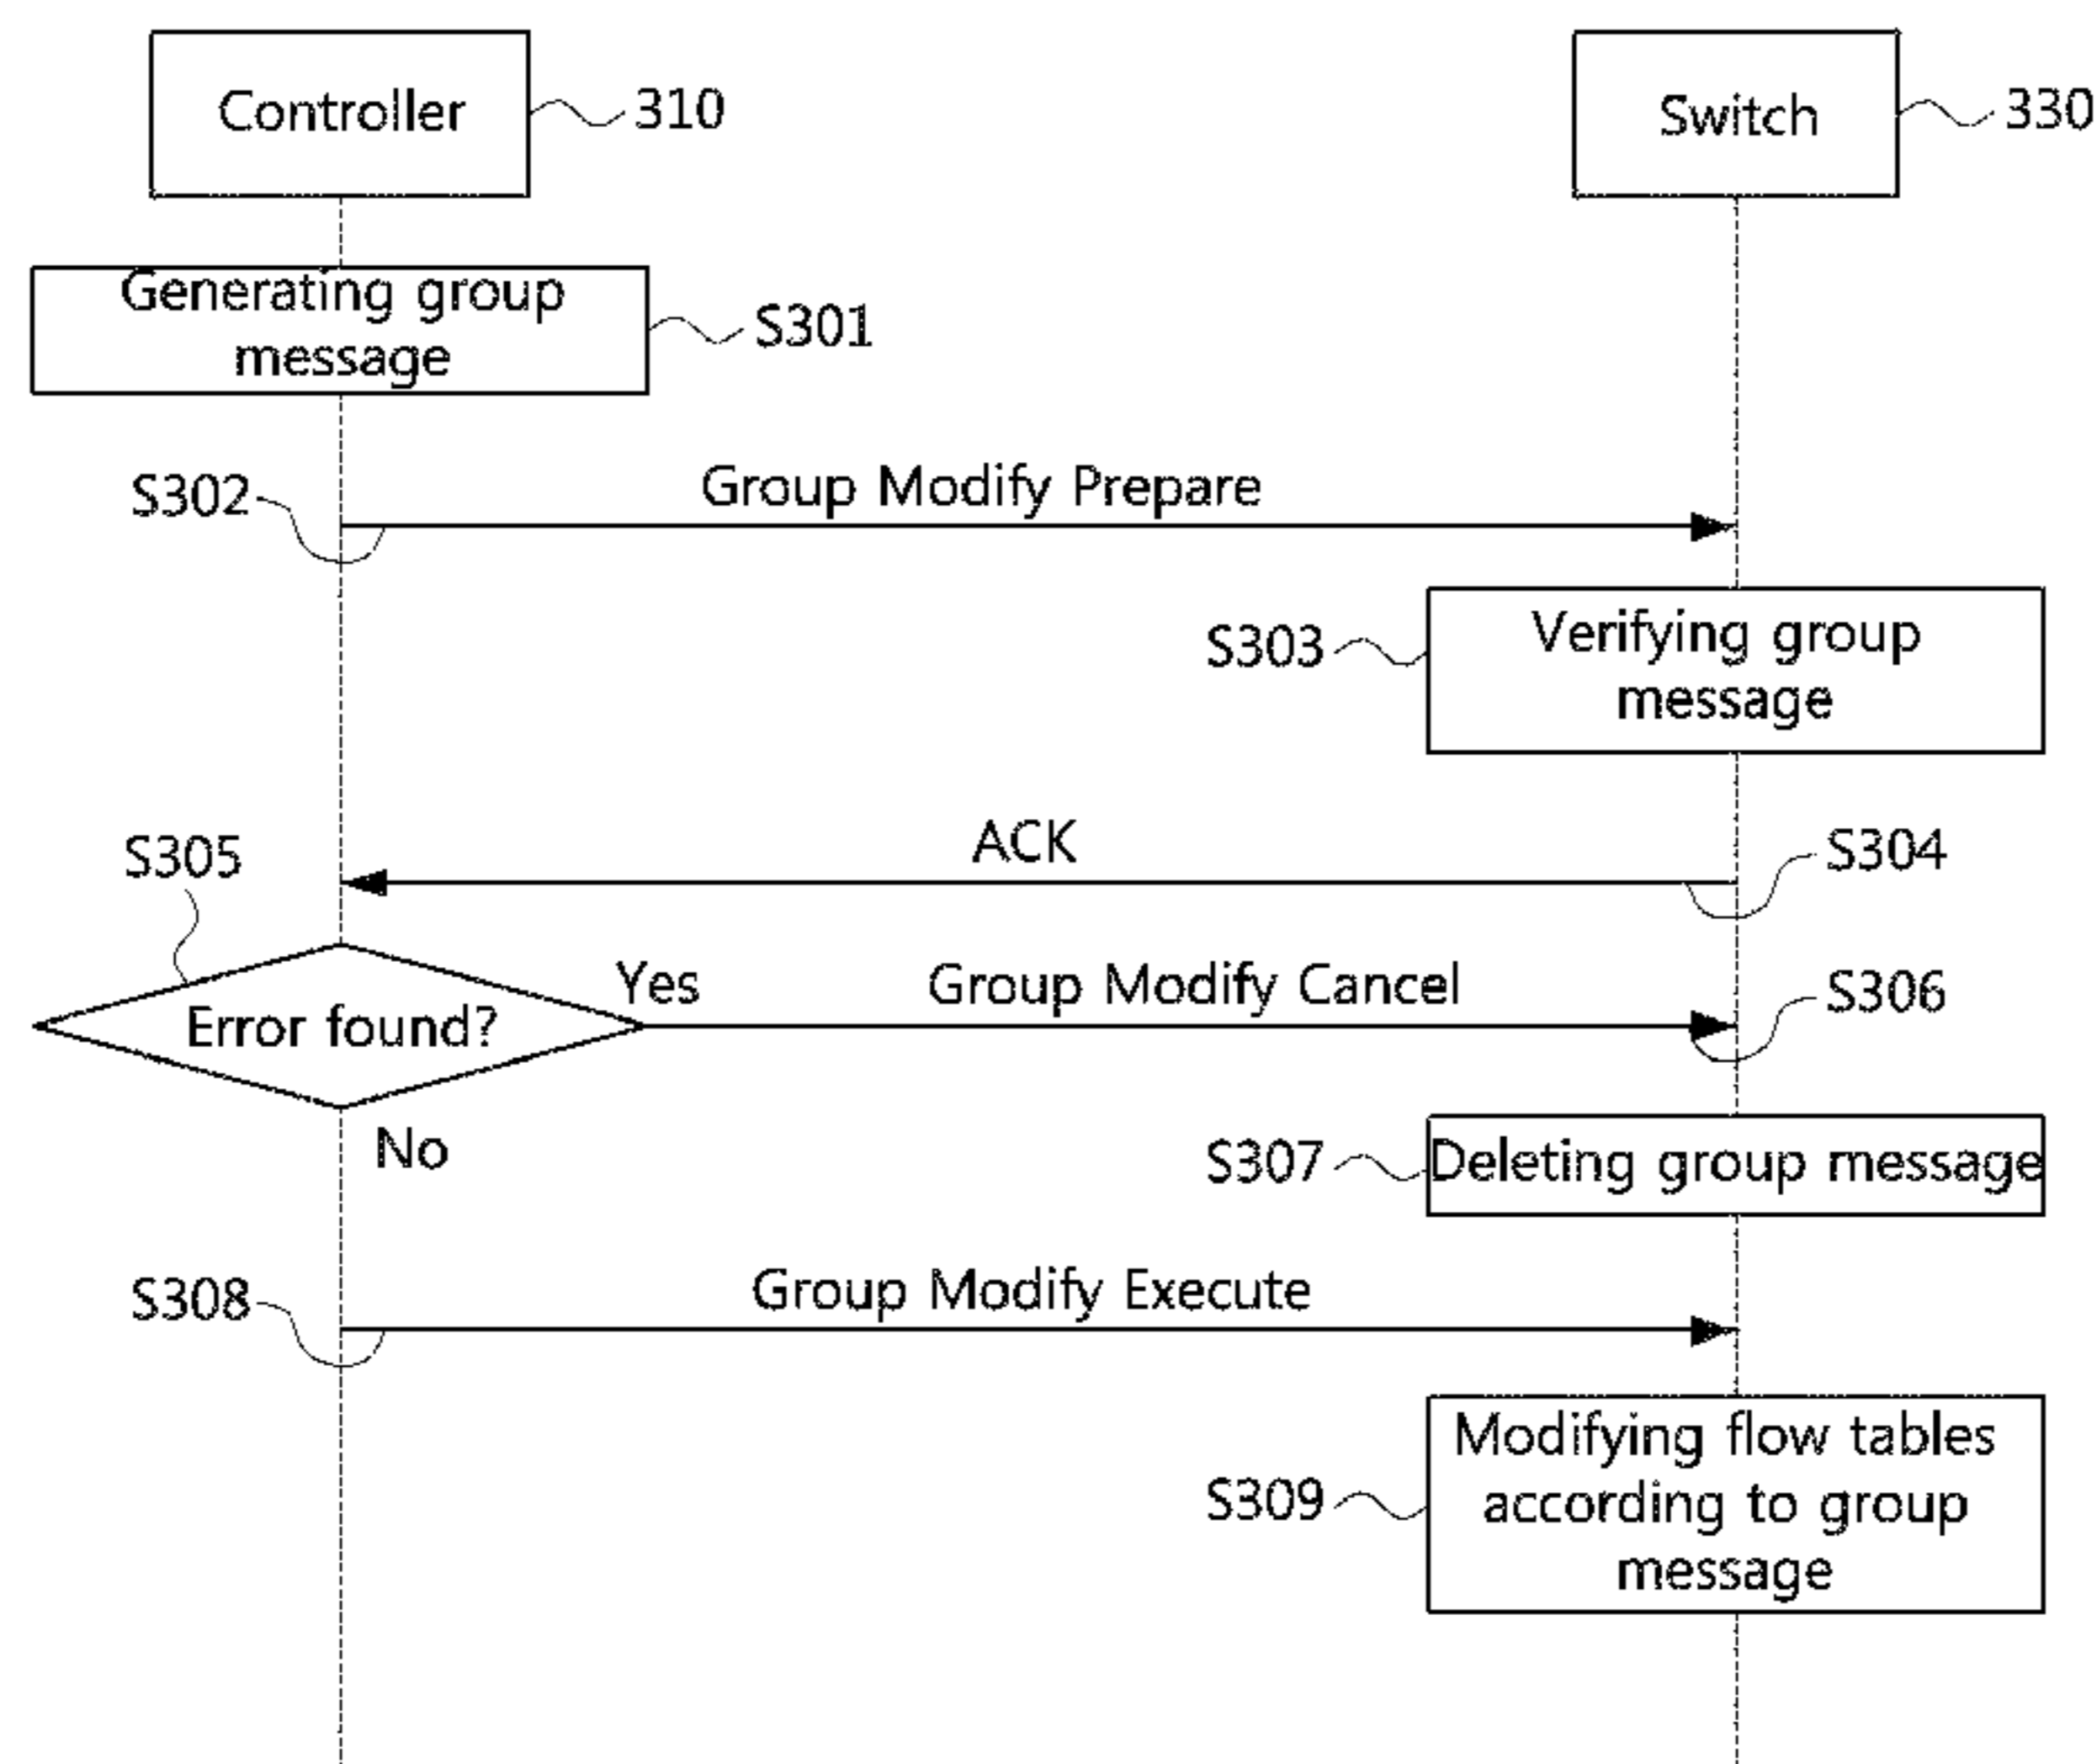 Controller
310
Switch
330
Generating group
message
S301
S302
Group Modify Prepare
S303
Verifying group
message
ACK
S304
S305
Error found?
Yes
Group Modify Cancel
S306
No
S307
Deleting group message
S308
Group Modify Execute
S309
Modifying flow tables
according to group
message